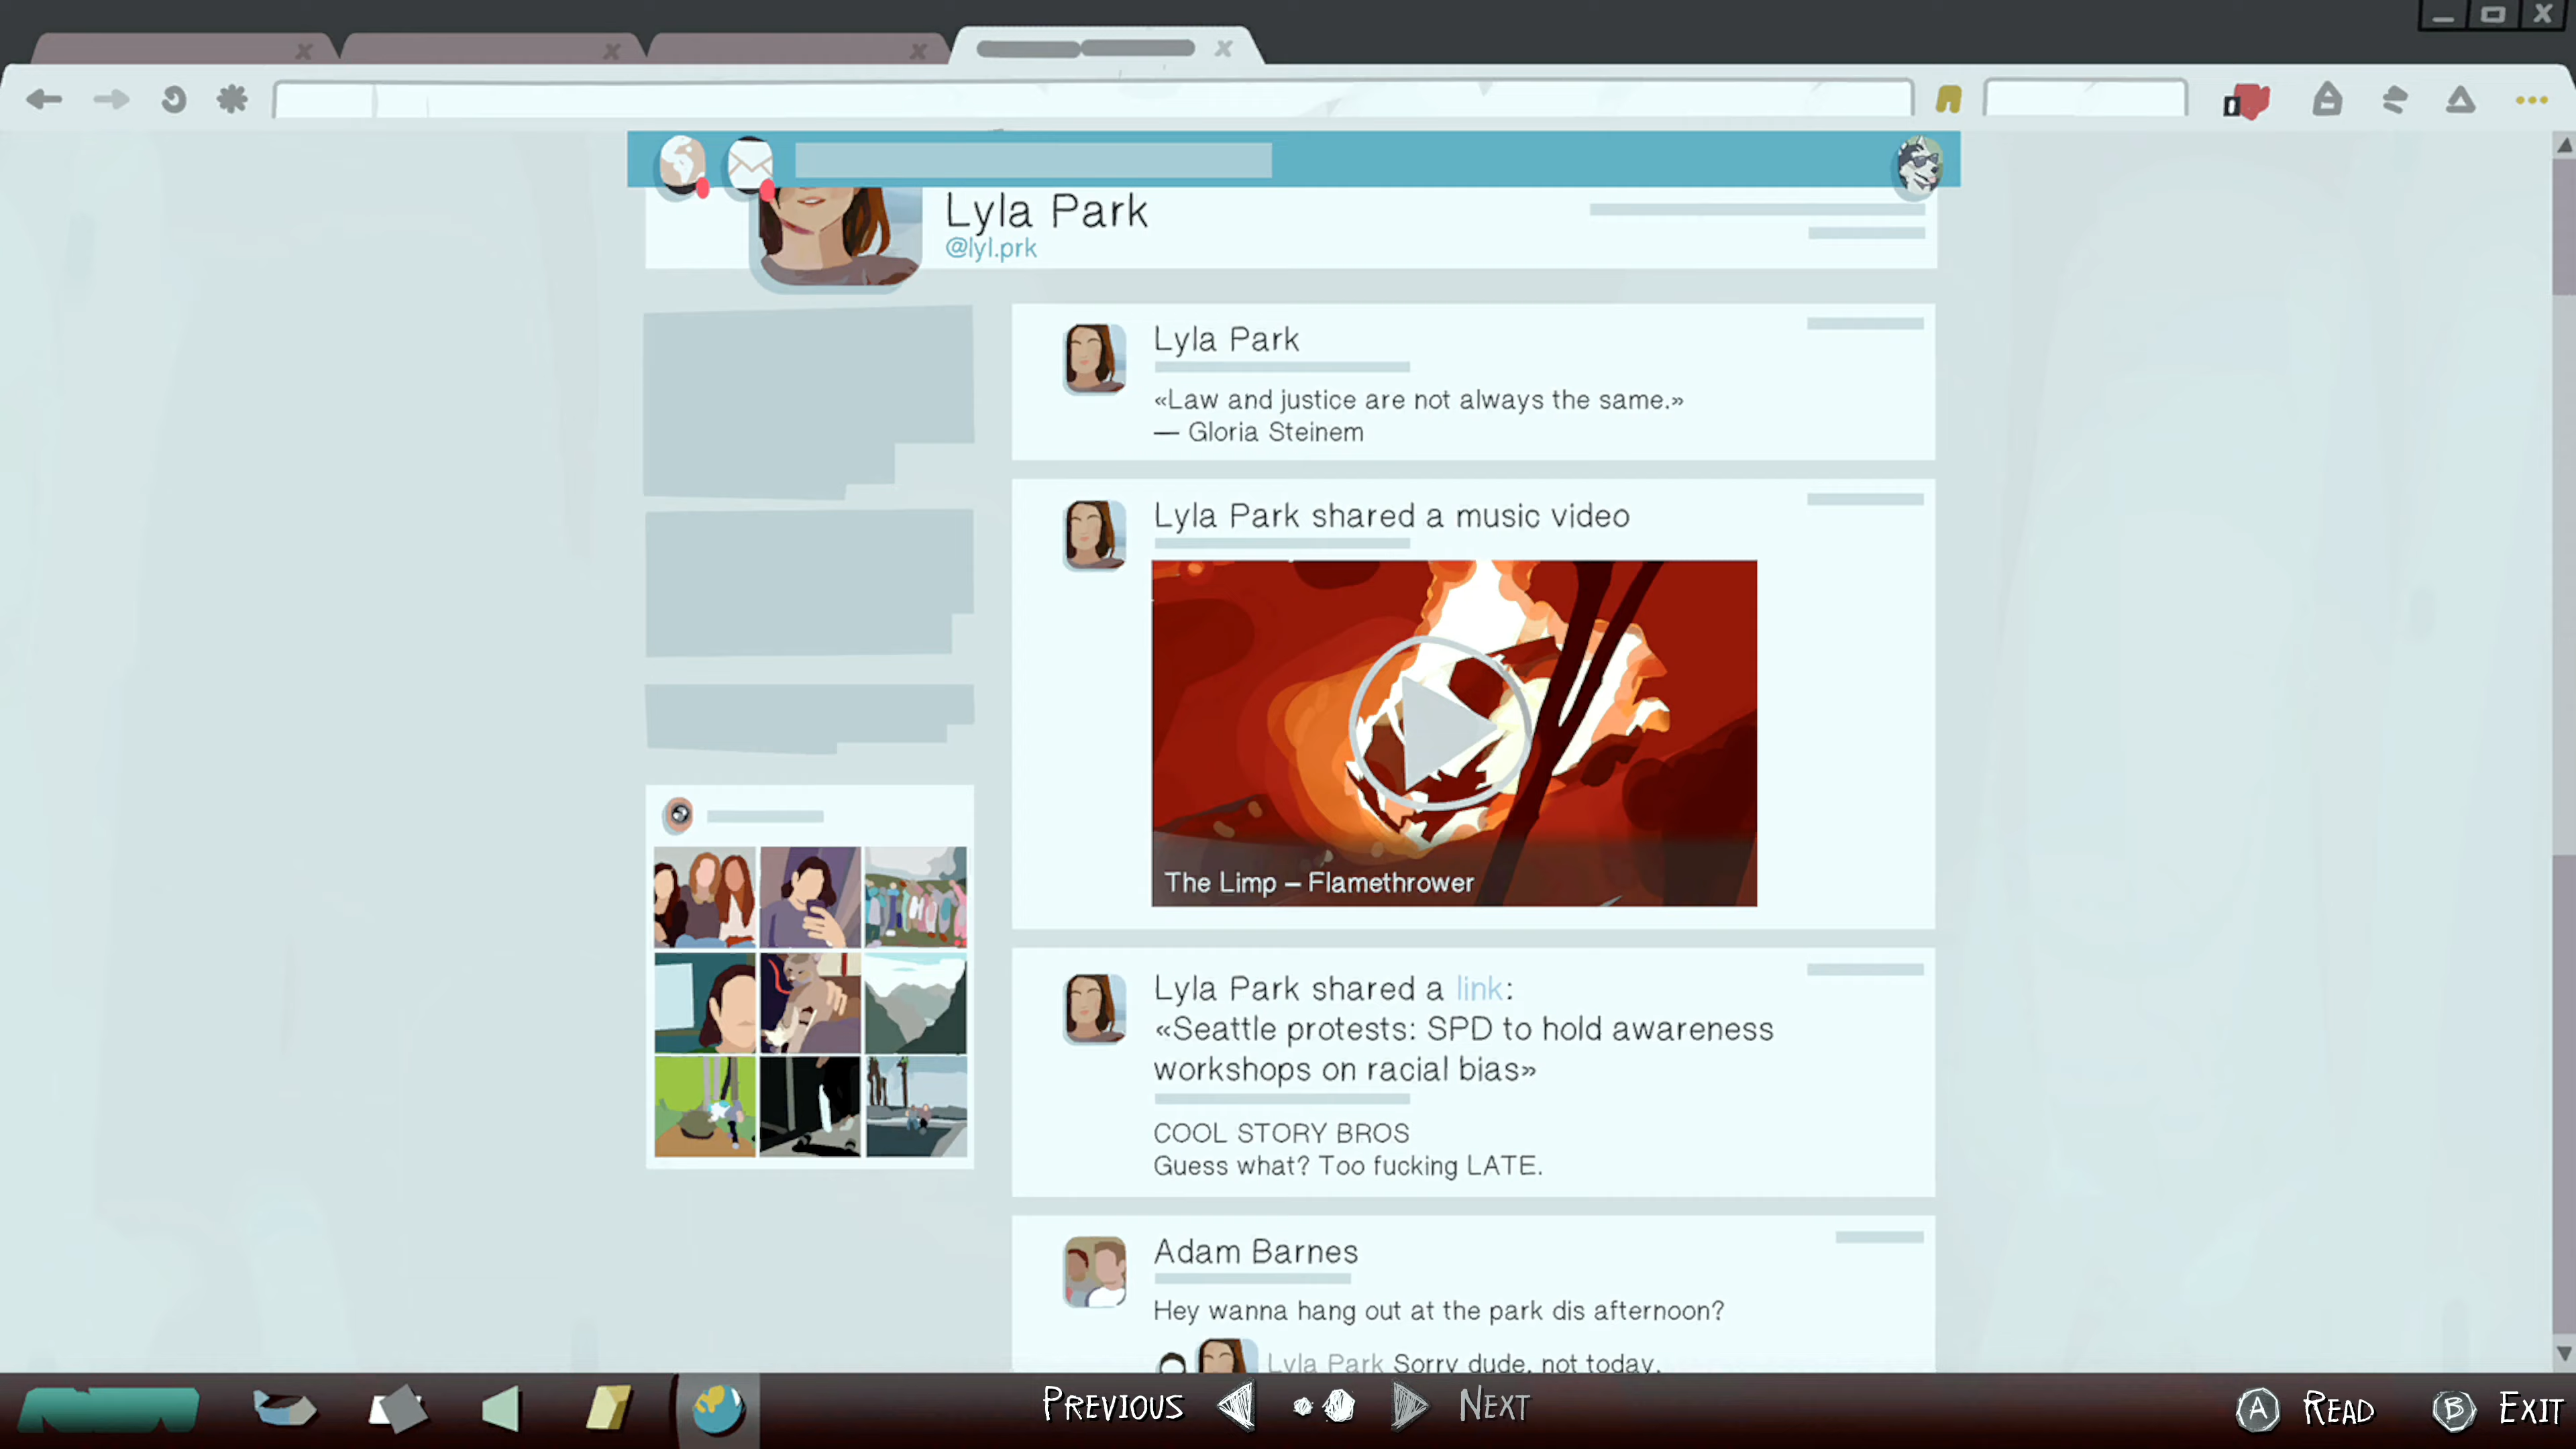 Lyla Park
@lyl.prk
Lyla Park
«Law and justice are not always the same.»
— Gloria Steinem
Lyla Park shared a music video
The Limp – Flamethrower
Lyla Park shared a link:
«Seattle protests: SPD to hold awareness
workshops on racial bias»
COOL STORY BROS
Guess what? Too fucking LATE.
Adam Barnes
Hey wanna hang out at the park dis afternoon?
Lyla Park Sorry dude, not today.
PREVIOUS NEXT
A READ B EXIT